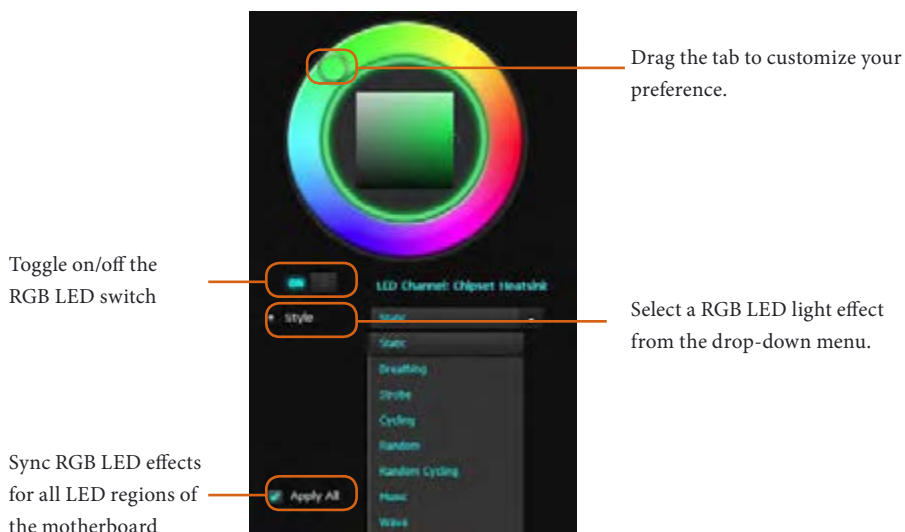 Drag the tab to customize your
preference.
Toggle on/off the
RGB LED switch
ON
LED Channel: Chipset Heatsink
Style
Static
Select a RGB LED light effect
from the drop-down menu.
Static
Breathing
Strobe
Cycling
Random
Random Cycling
Music
Wave
Sync RGB LED effects
for all LED regions of
the motherboard
Apply All